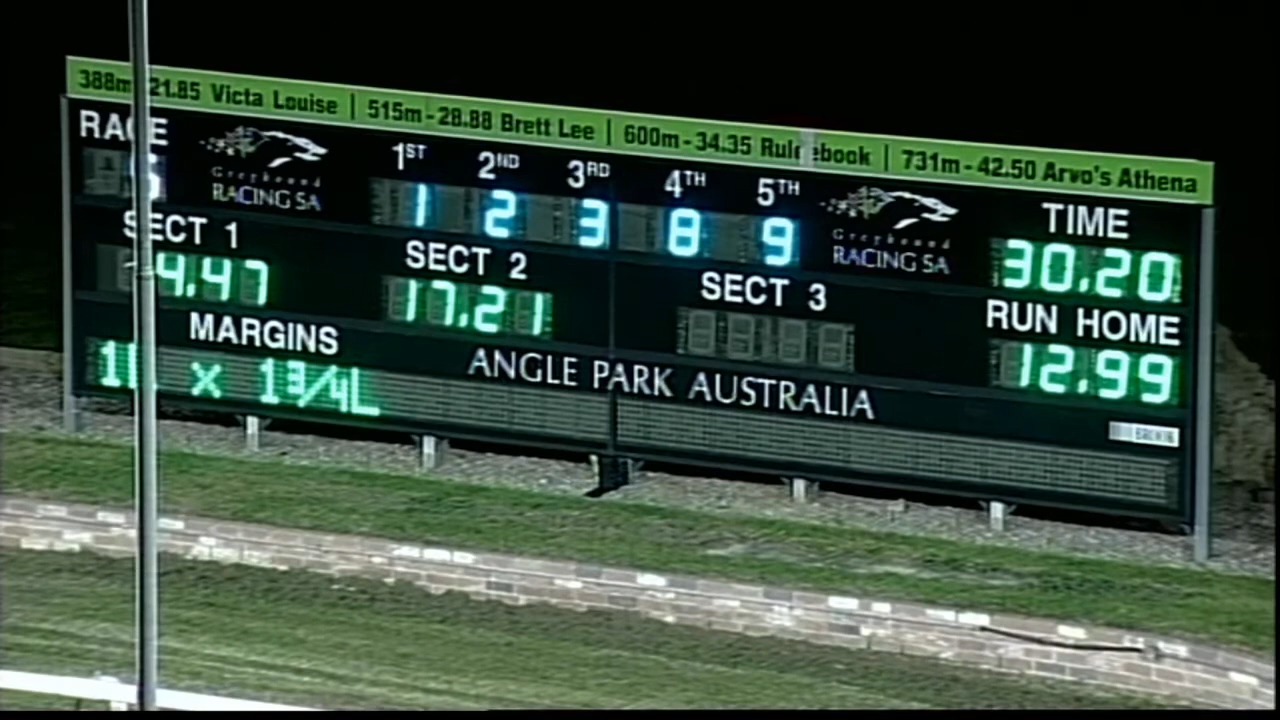 388m 21.85 Victa Louise | 515m-28.88 Brett Lee | 600m-34.35 | 731m-42.50 Arvo's Athena
RACE 1ST 2ND 3RD 4TH 5TH
Greyhound RACING SA 1 2 3 8 9 Greyhound RACING SA
TIME
30.20
SECT 1 SECT 2 SECT 3
4.47 17.21
RUN HOME
12.99
MARGINS
x 1¾L
ANGLE PARK AUSTRALIA